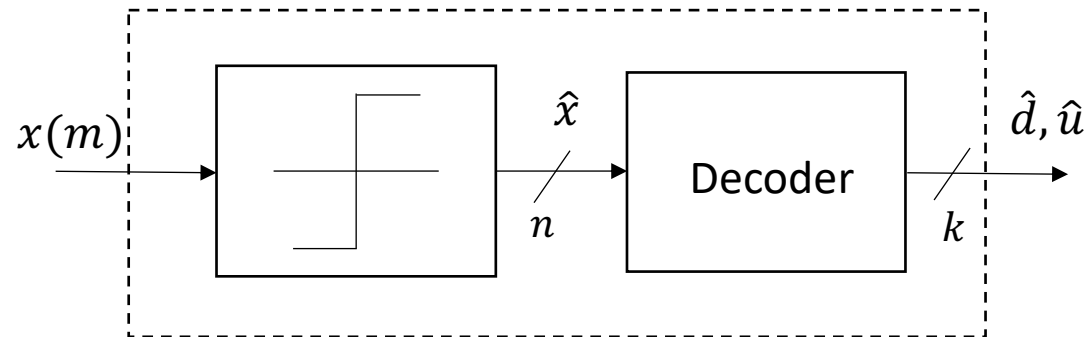 x(m)
x̂
n
Decoder
d̂, û
k